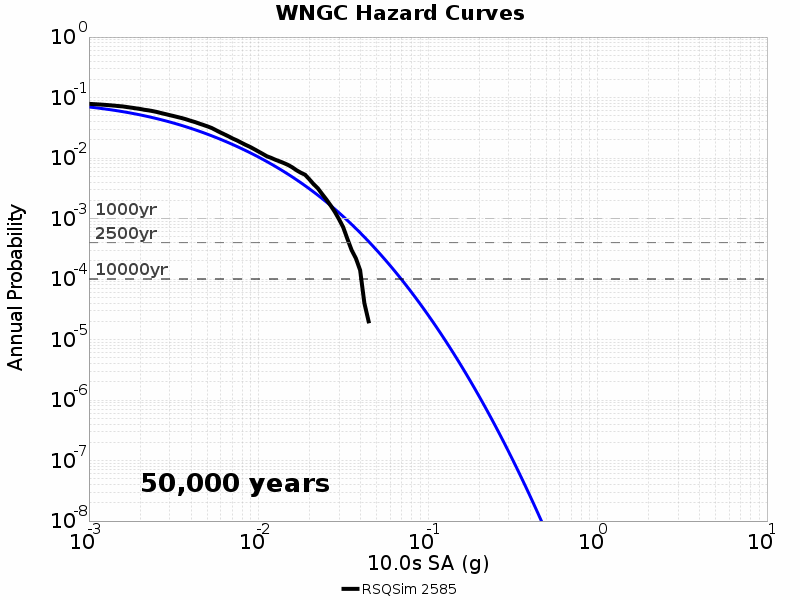 WNGC Hazard Curves
10^0
10^-1
10^-2
10^-3
10^-4
10^-5
10^-6
10^-7
10^-8
Annual Probability
1000yr
2500yr
10000yr
50,000 years
10^-3 10^-2 10^-1 10^0 10^1
10.0s SA (g)
RSQSim 2585